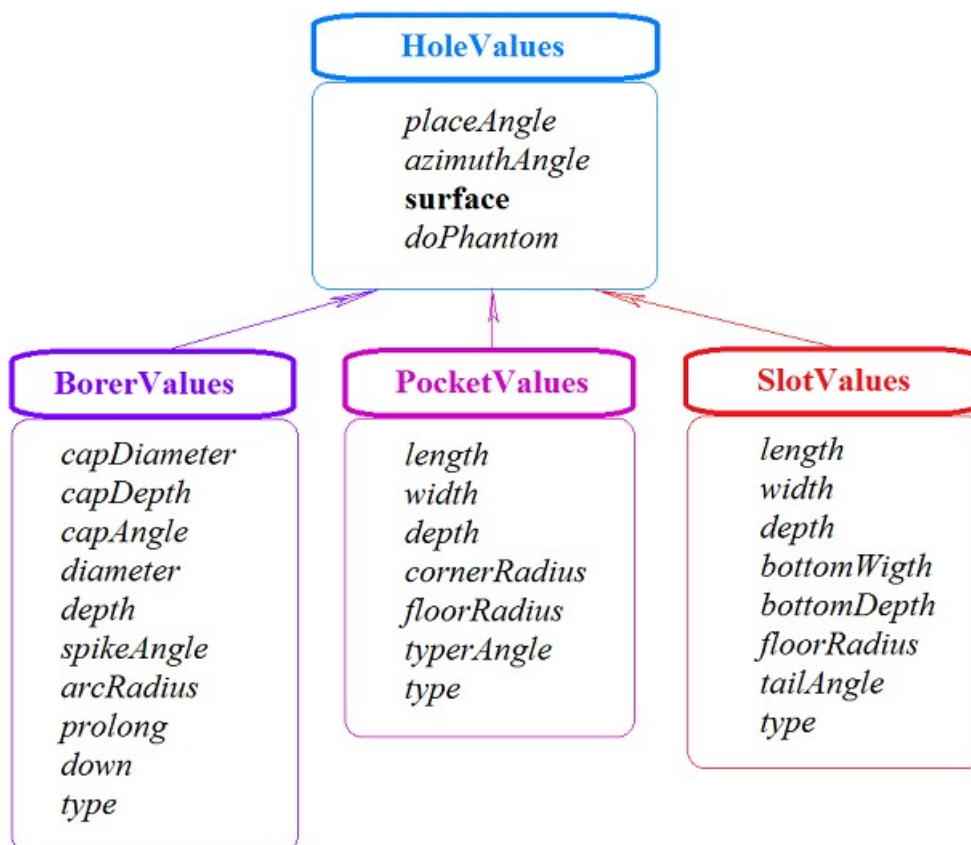 HoleValues
placeAngle
azimuthAngle
surface
doPhantom
BorerValues
capDiameter
capDepth
capAngle
diameter
depth
spikeAngle
arcRadius
prolong
down
type
PocketValues
length
width
depth
cornerRadius
floorRadius
typerAngle
type
SlotValues
length
width
depth
bottomWigth
bottomDepth
floorRadius
tailAngle
type